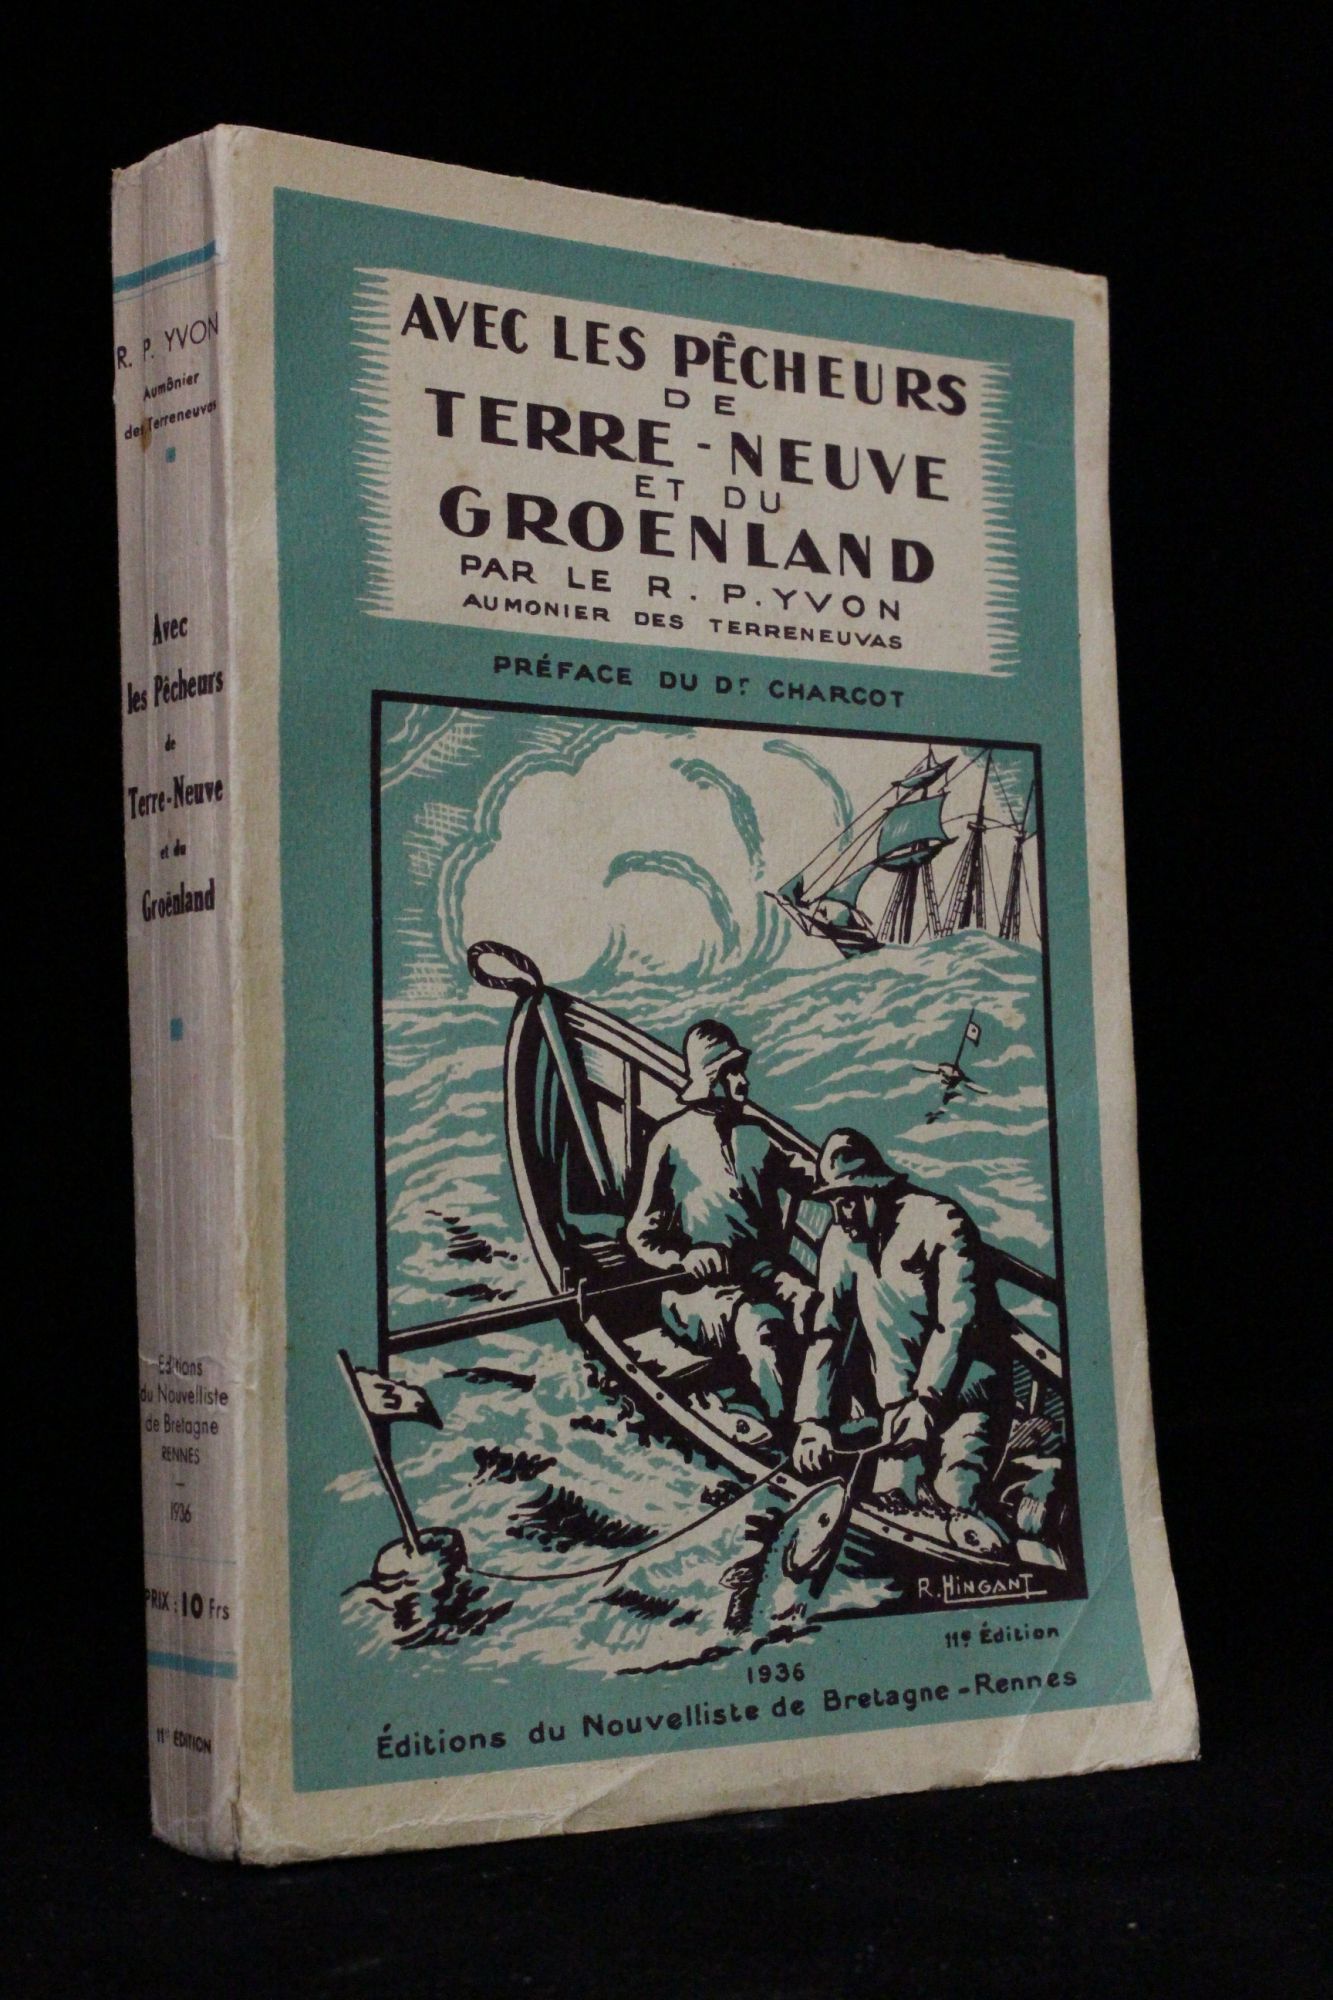 R. P. YVON
Aumônier
des Terreneuvas
Avec
les Pêcheurs
de
Terre-Neuve
et du
Groënland
Editions
du Nouvelliste
de Bretagne
RENNES
1936
PRIX : 10 Frs
11e EDITION
AVEC LES PÊCHEURS
DE
TERRE-NEUVE
ET DU
GROENLAND
PAR LE R. P. YVON
AUMONIER DES TERRENEUVAS
PRÉFACE DU Dr CHARCOT
3
R. HINGANT
11e Édition
1936
Éditions du Nouvelliste de Bretagne - Rennes